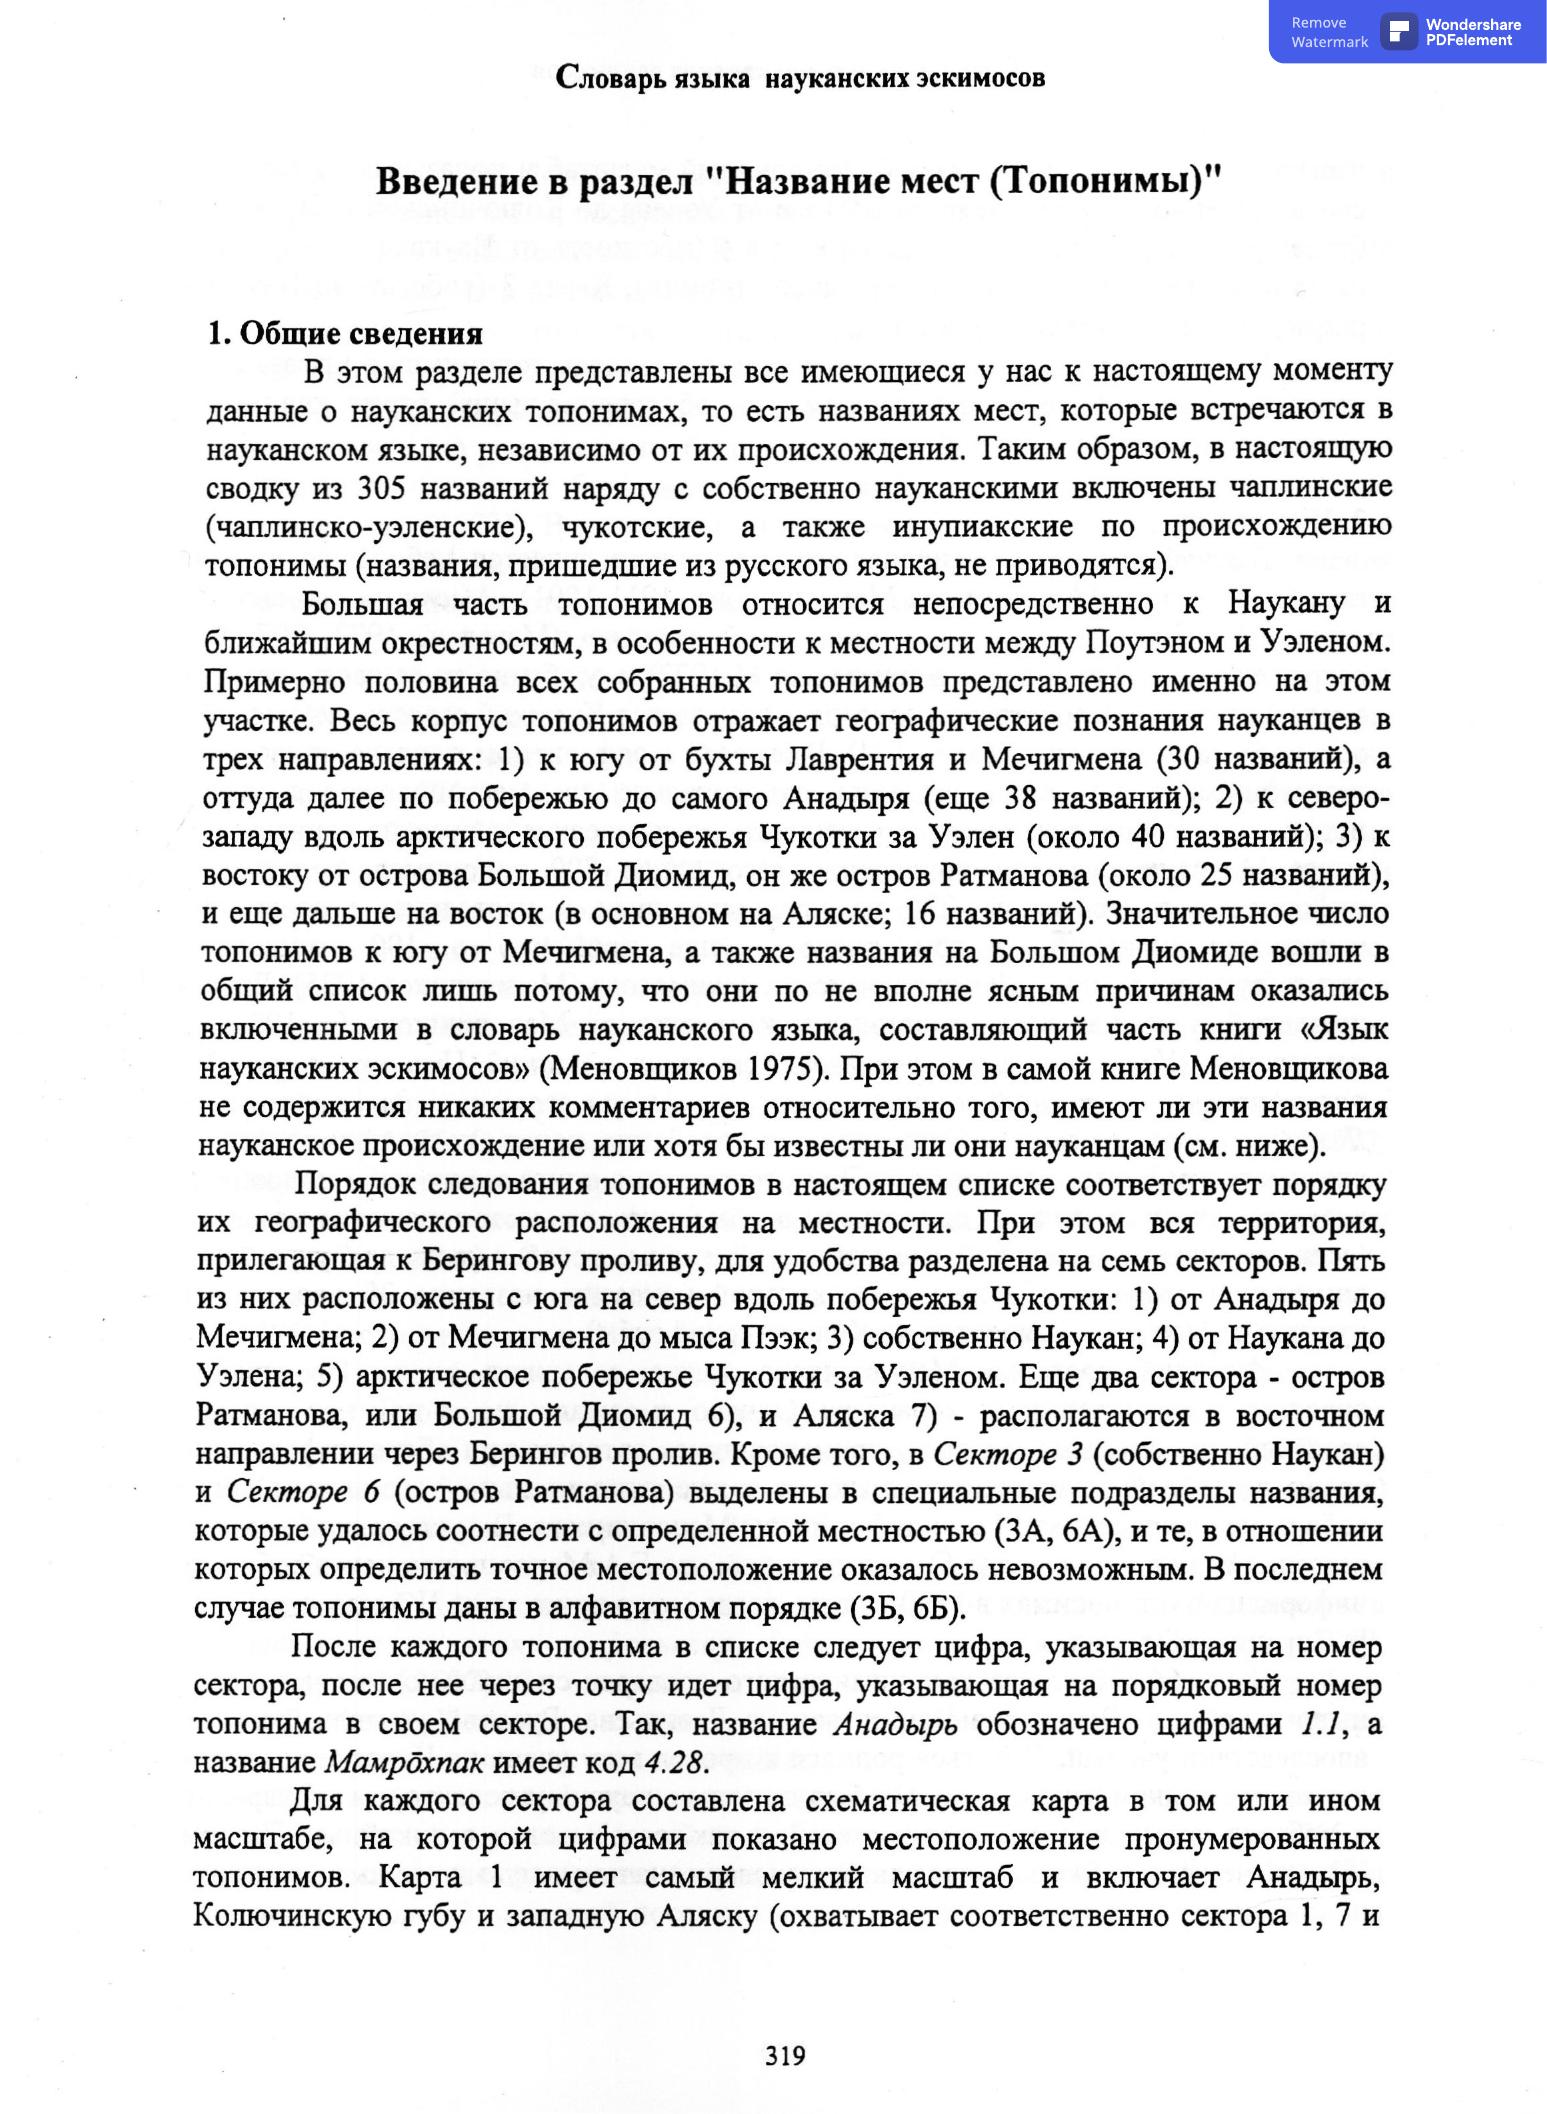 Remove
Watermark
Wondershare
PDFelement
Словарь языка науканских эскимосов
Введение в раздел "Название мест (Топонимы)"
1. Общие сведения
В этом разделе представлены все имеющиеся у нас к настоящему моменту
данные о науканских топонимах, то есть названиях мест, которые встречаются в
науканском языке, независимо от их происхождения. Таким образом, в настоящую
сводку из 305 названий наряду с собственно науканскими включены чаплинские
(чаплинско-уэленские), чукотские, а также инупиакские по происхождению
топонимы (названия, пришедшие из русского языка, не приводятся).
Большая часть топонимов относится непосредственно к Наукану и
ближайшим окрестностям, в особенности к местности между Поутэном и Уэленом.
Примерно половина всех собранных топонимов представлено именно на этом
участке. Весь корпус топонимов отражает географические познания науканцев в
трех направлениях: 1) к югу от бухты Лаврентия и Мечигмена (30 названий), а
оттуда далее по побережью до самого Анадыря (еще 38 названий); 2) к северо-
западу вдоль арктического побережья Чукотки за Уэлен (около 40 названий); 3) к
востоку от острова Большой Диомид, он же остров Ратманова (около 25 названий),
и еще дальше на восток (в основном на Аляске; 16 названий). Значительное число
топонимов к югу от Мечигмена, а также названия на Большом Диомиде вошли в
общий список лишь потому, что они по не вполне ясным причинам оказались
включенными в словарь науканского языка, составляющий часть книги «Язык
науканских эскимосов» (Меновщиков 1975). При этом в самой книге Меновщикова
не содержится никаких комментариев относительно того, имеют ли эти названия
науканское происхождение или хотя бы известны ли они науканцам (см. ниже).
Порядок следования топонимов в настоящем списке соответствует порядку
их географического расположения на местности. При этом вся территория,
прилегающая к Берингову проливу, для удобства разделена на семь секторов. Пять
из них расположены с юга на север вдоль побережья Чукотки: 1) от Анадыря до
Мечигмена; 2) от Мечигмена до мыса Пээк; 3) собственно Наукан; 4) от Наукана до
Уэлена; 5) арктическое побережье Чукотки за Уэленом. Еще два сектора - остров
Ратманова, или Большой Диомид 6), и Аляска 7) - располагаются в восточном
направлении через Берингов пролив. Кроме того, в Секторе 3 (собственно Наукан)
и Секторе 6 (остров Ратманова) выделены в специальные подразделы названия,
которые удалось соотнести с определенной местностью (3А, 6А), и те, в отношении
которых определить точное местоположение оказалось невозможным. В последнем
случае топонимы даны в алфавитном порядке (3Б, 6Б).
После каждого топонима в списке следует цифра, указывающая на номер
сектора, после нее через точку идет цифра, указывающая на порядковый номер
топонима в своем секторе. Так, название Анадырь обозначено цифрами 1.1, а
название Мамрōхпак имеет код 4.28.
Для каждого сектора составлена схематическая карта в том или ином
масштабе, на которой цифрами показано местоположение пронумерованных
топонимов. Карта 1 имеет самый мелкий масштаб и включает Анадырь,
Колючинскую губу и западную Аляску (охватывает соответственно сектора 1, 7 и
319